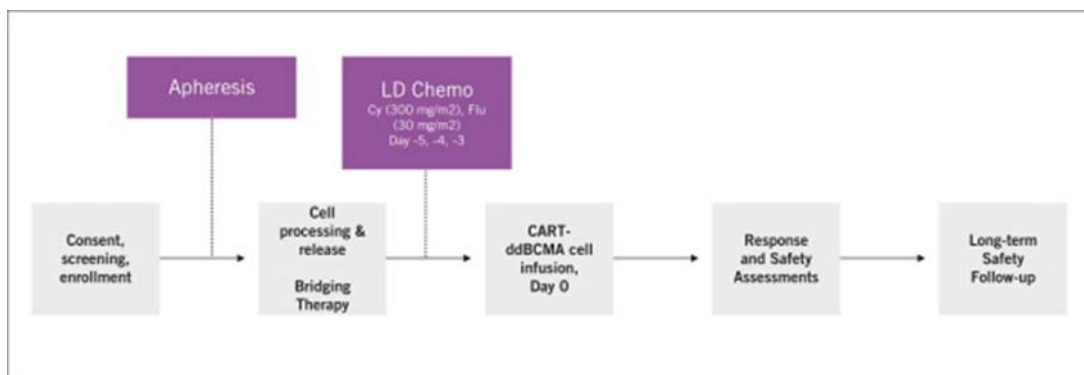 Apheresis
LD Chemo
Cy (300 mg/m2), Flu
(30 mg/m2)
Day -5, -4, -3
Consent,
screening,
enrollment
Cell
processing &
release
Bridging
Therapy
CART-
ddBCMA cell
infusion,
Day 0
Response
and Safety
Assessments
Long-term
Safety
Follow-up